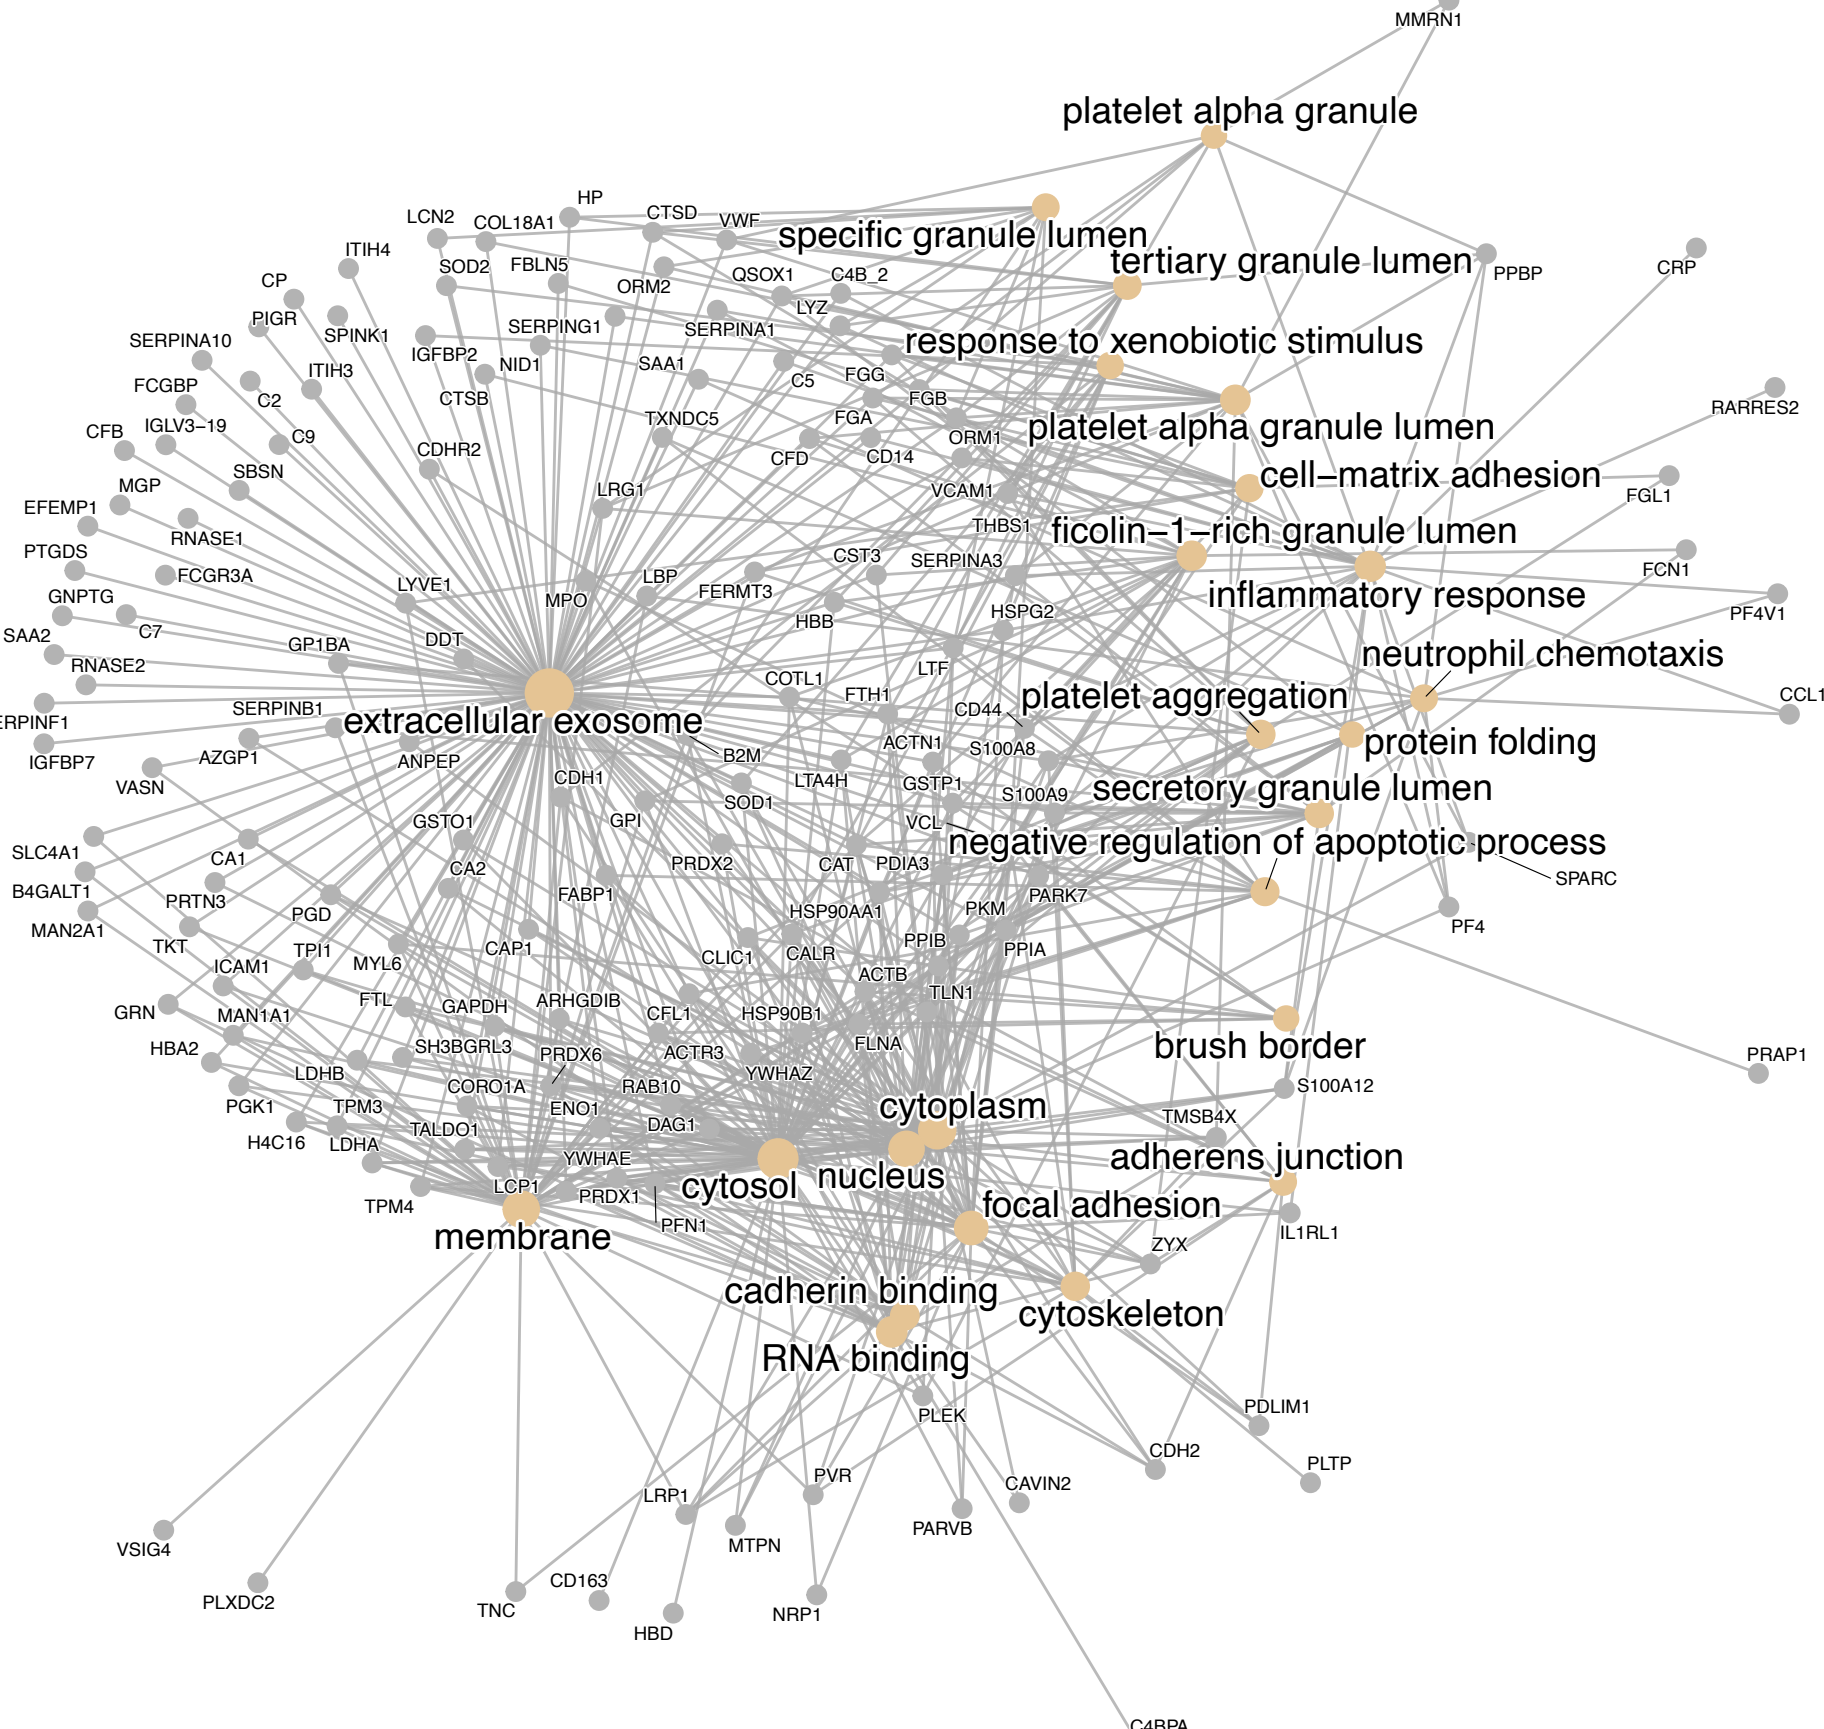 MMRN1
platelet alpha granule
HP
LCN2
COL18A1
CTSD
VWF
specific granule lumen
tertiary granule lumen
ITIH4
SOD2
FBLN5
ORM2
QSOX1
C4B_2
PPBP
CRP
CP
PIGR
SPINK1
SERPING1
SERPINA1
LYZ
response to xenobiotic stimulus
SERPINA10
IGFBP2
NID1
SAA1
C5
FGG
ITIH3
FCGBP
C2
CTSB
FGB
RARRES2
CFB
IGLV3−19
C9
TXNDC5
FGA
ORM1
platelet alpha granule lumen
CDHR2
CFD
CD14
SBSN
MGP
LRG1
VCAM1
cell−matrix adhesion
FGL1
EFEMP1
RNASE1
THBS1
ficolin−1−rich granule lumen
PTGDS
FCGR3A
LYVE1
MPO
LBP
FERMT3
CST3
SERPINA3
inflammatory response
FCN1
GNPTG
C7
HBB
HSPG2
PF4V1
SAA2
GP1BA
DDT
LTF
neutrophil chemotaxis
RNASE2
COTL1
FTH1
platelet aggregation
CCL1
ERPINF1
SERPINB1
extracellular exosome
CD44
protein folding
IGFBP7
AZGP1
ANPEP
B2M
ACTN1
S100A8
VASN
CDH1
SOD1
LTA4H
GSTP1
S100A9
secretory granule lumen
GSTO1
GPI
VCL
negative regulation of apoptotic process
SLC4A1
CA1
CA2
PRDX2
CAT
PDIA3
SPARC
B4GALT1
PRTN3
PGD
FABP1
HSP90AA1
PKM
PARK7
MAN2A1
TKT
TPI1
MYL6
CAP1
CLIC1
CALR
PPIB
PPIA
PF4
ICAM1
ACTB
TLN1
GRN
MAN1A1
FTL
GAPDH
ARHGDIB
CFL1
HSP90B1
FLNA
HBA2
SH3BGRL3
PRDX6
ACTR3
YWHAZ
brush border
PRAP1
LDHB
CORO1A
RAB10
S100A12
PGK1
TPM3
ENO1
DAG1
cytoplasm
TMSB4X
H4C16
LDHA
TALDO1
YWHAE
adherens junction
TPM4
LCP1
PRDX1
cytosol
nucleus
focal adhesion
PFN1
membrane
ZYX
IL1RL1
cadherin binding
cytoskeleton
RNA binding
PLEK
PDLIM1
CDH2
PLTP
LRP1
PVR
CAVIN2
PARVB
VSIG4
MTPN
PLXDC2
TNC
CD163
HBD
NRP1
C4BPA